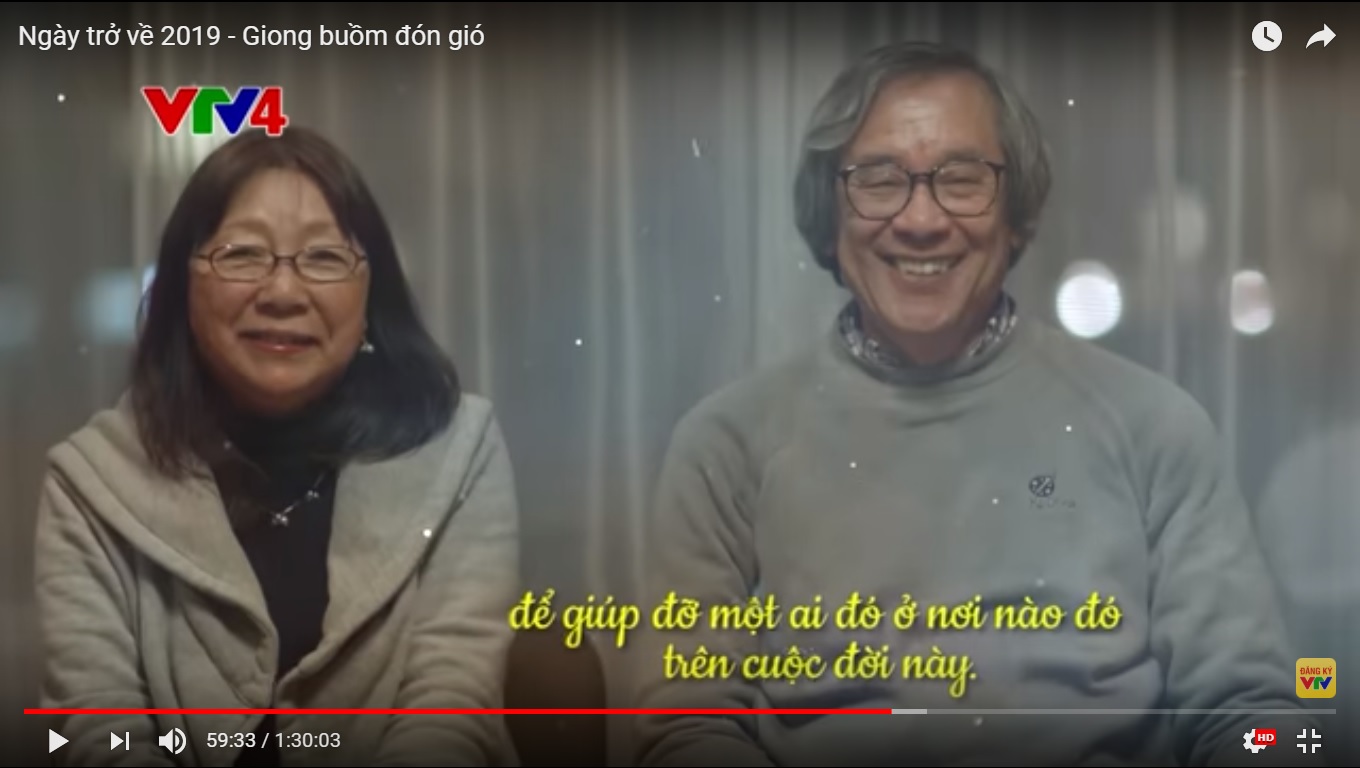 Ngày trở về 2019 - Giong buồm đón gió
VTV4
để giúp đỡ một ai đó ở nơi nào đó
trên cuộc đời này.
ĐĂNG KÝ
VTV
59:33 / 1:30:03
HD